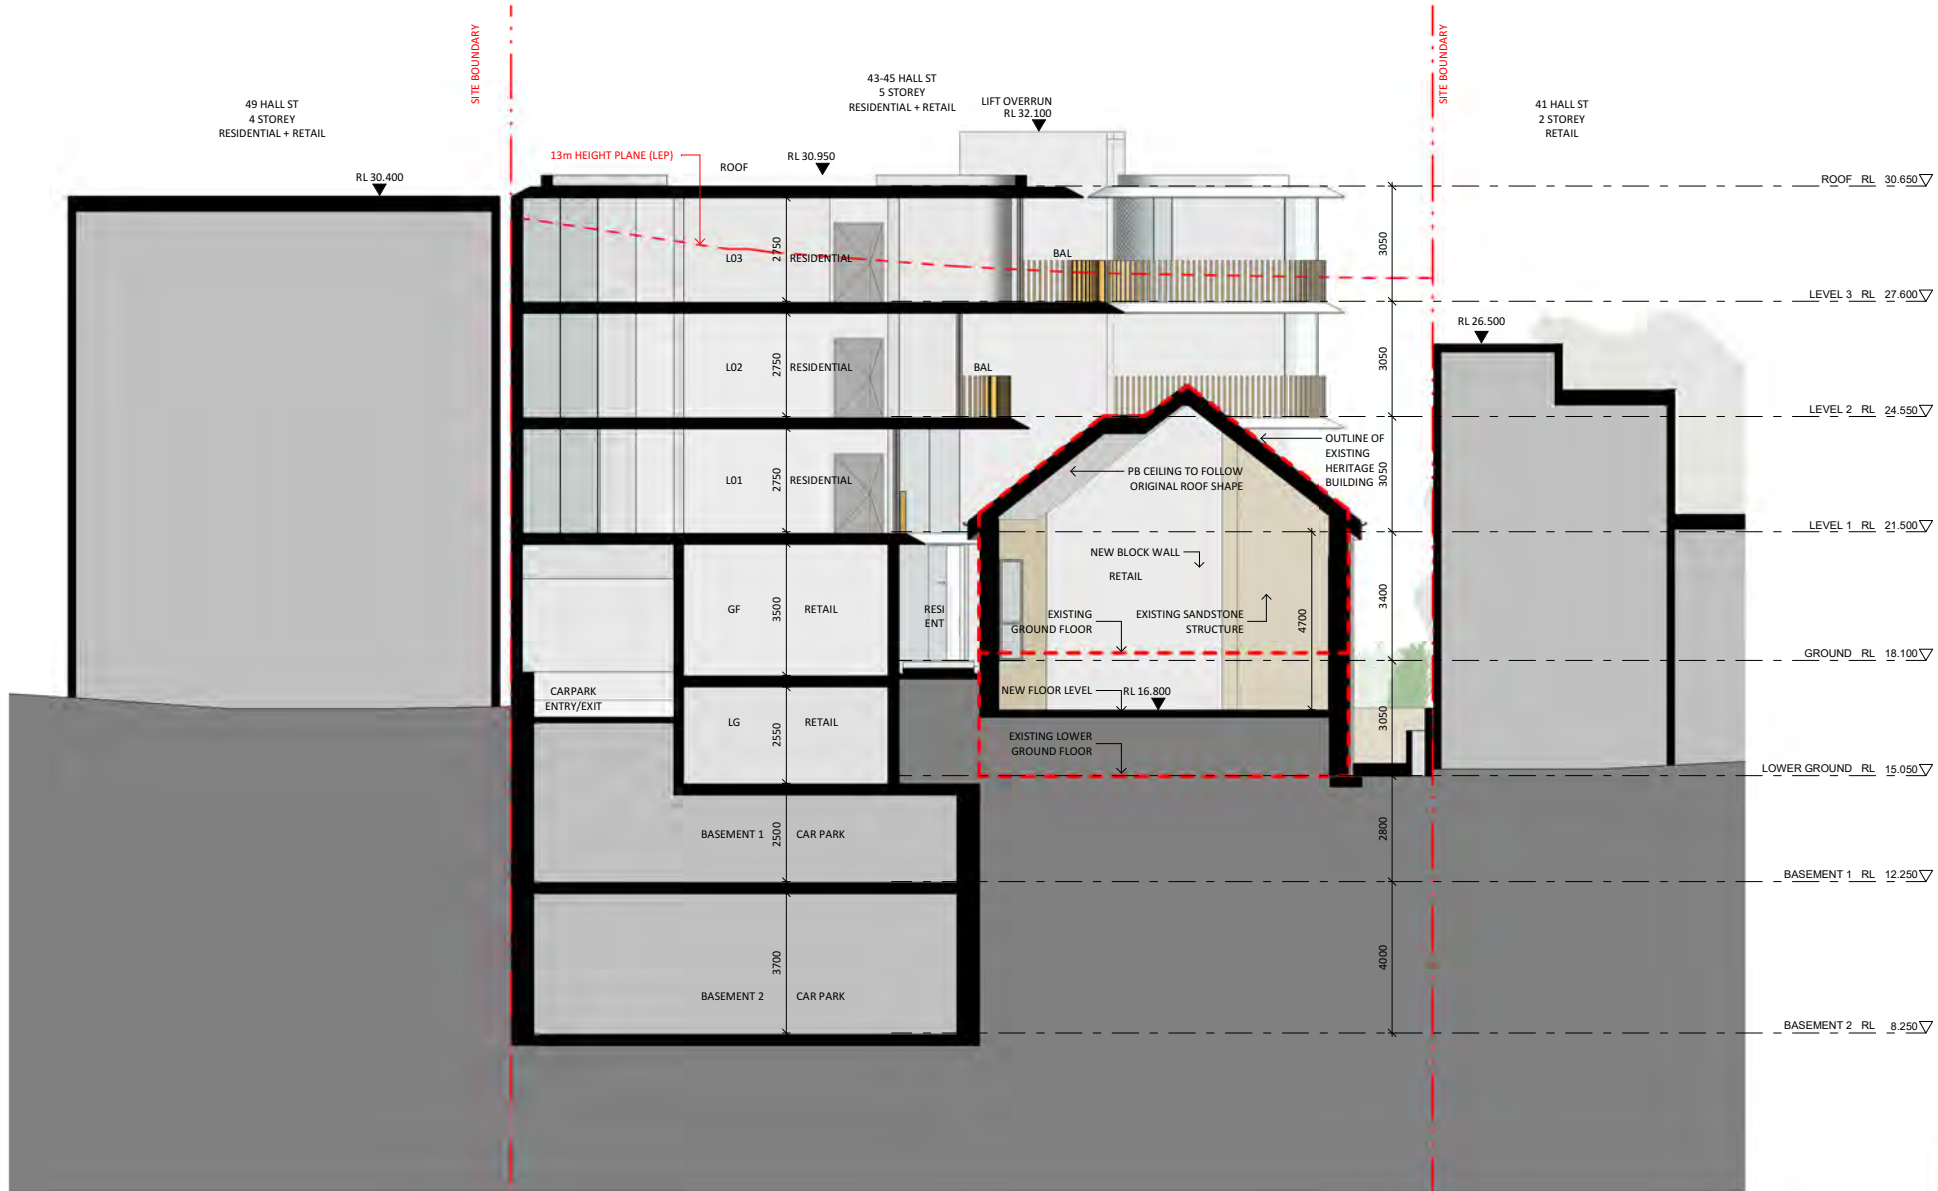 SITE BOUNDARY
SITE BOUNDARY
49 HALL ST
4 STOREY
RESIDENTIAL + RETAIL
43-45 HALL ST
5 STOREY
RESIDENTIAL + RETAIL
41 HALL ST
2 STOREY
RETAIL
LIFT OVERRUN
RL 32.100
13m HEIGHT PLANE (LEP)
ROOF
RL 30.950
RL 30.400
ROOF RL 30.650
3050
L03
2750
RESIDENTIAL
BAL
LEVEL 3 RL 27.600
RL 26.500
3050
L02
2750
RESIDENTIAL
BAL
LEVEL 2 RL 24.550
OUTLINE OF
EXISTING
HERITAGE
BUILDING
3050
PB CEILING TO FOLLOW
ORIGINAL ROOF SHAPE
L01
2750
RESIDENTIAL
LEVEL 1 RL 21.500
NEW BLOCK WALL
RETAIL
3400
GF
3500
RETAIL
RESI
ENT
EXISTING
GROUND FLOOR
EXISTING SANDSTONE
STRUCTURE
4700
GROUND RL 18.100
CARPARK
ENTRY/EXIT
NEW FLOOR LEVEL
RL 16.800
LG
2550
RETAIL
3050
EXISTING LOWER
GROUND FLOOR
LOWER GROUND RL 15.050
BASEMENT 1
2500
CAR PARK
2800
BASEMENT 1 RL 12.250
3700
4000
BASEMENT 2
CAR PARK
BASEMENT 2 RL 8.250